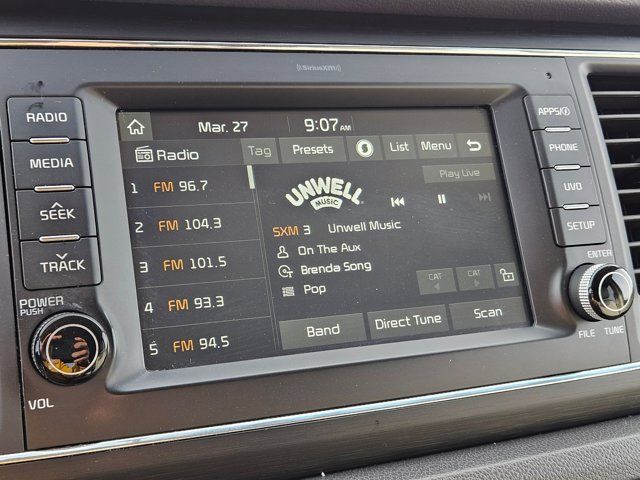 ((SiriusXM))
RADIO
MEDIA
SEEK
TRACK
POWER
PUSH
VOL
Mar. 27 9:07 AM
Radio Tag Presets List Menu
Play Live
1 FM 96.7
2 FM 104.3
3 FM 101.5
4 FM 93.3
5 FM 94.5
UNWELL
MUSIC
SXM 3 Unwell Music
On The Aux
Brenda Song
Pop
CAT CAT
Band Direct Tune Scan
APPS/i
PHONE
UVO
SETUP
ENTER
FILE TUNE